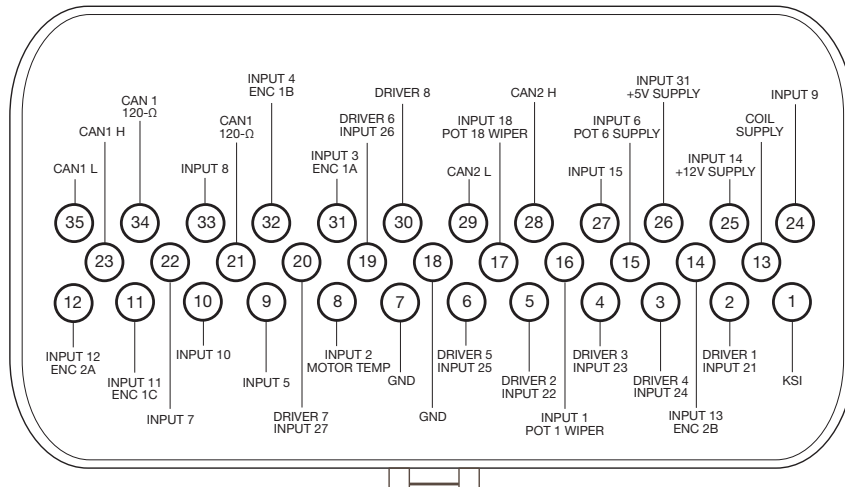 INPUT 4
ENC 1B
DRIVER 8
CAN2 H
INPUT 31
+5V SUPPLY
INPUT 9
CAN 1
120-Ω
CAN1 H
CAN1
120-Ω
DRIVER 6
INPUT 26
INPUT 18
POT 18 WIPER
INPUT 6
POT 6 SUPPLY
COIL
SUPPLY
CAN1 L
INPUT 8
INPUT 3
ENC 1A
CAN2 L
INPUT 15
INPUT 14
+12V SUPPLY
35 34 33 32 31 30 29 28 27 26 25 24
23 22 21 20 19 18 17 16 15 14 13
12 11 10 9 8 7 6 5 4 3 2 1
INPUT 12
ENC 2A
INPUT 10
INPUT 2
MOTOR TEMP
DRIVER 5
INPUT 25
DRIVER 3
INPUT 23
DRIVER 1
INPUT 21
INPUT 11
ENC 1C
INPUT 5
GND
DRIVER 2
INPUT 22
DRIVER 4
INPUT 24
KSI
INPUT 7
DRIVER 7
INPUT 27
GND
INPUT 1
POT 1 WIPER
INPUT 13
ENC 2B